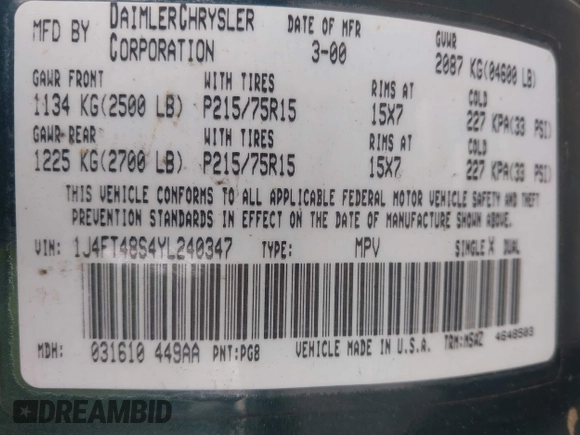 MFD BY DAIMLERCHRYSLER CORPORATION DATE OF MFR 3-00 GVWR 2087 KG(04600 LB)
GAWR FRONT WITH TIRES RIMS AT COLD
1134 KG(2500 LB) P215/75R15 15X7 227 KPA(33 PSI)
GAWR REAR WITH TIRES RIMS AT COLD
1225 KG(2700 LB) P215/75R15 15X7 227 KPA(33 PSI)
THIS VEHICLE CONFORMS TO ALL APPLICABLE FEDERAL MOTOR VEHICLE SAFETY AND THEFT
PREVENTION STANDARDS IN EFFECT ON THE DATE OF MANUFACTURE SHOWN ABOVE.
VIN: 1J4FT48S4YL240347 TYPE: MPV SINGLE X DUAL
MDH: 031610 449AA PNT:PG8 VEHICLE MADE IN U.S.A. TRM:MSAZ 4648503
DREAMBID